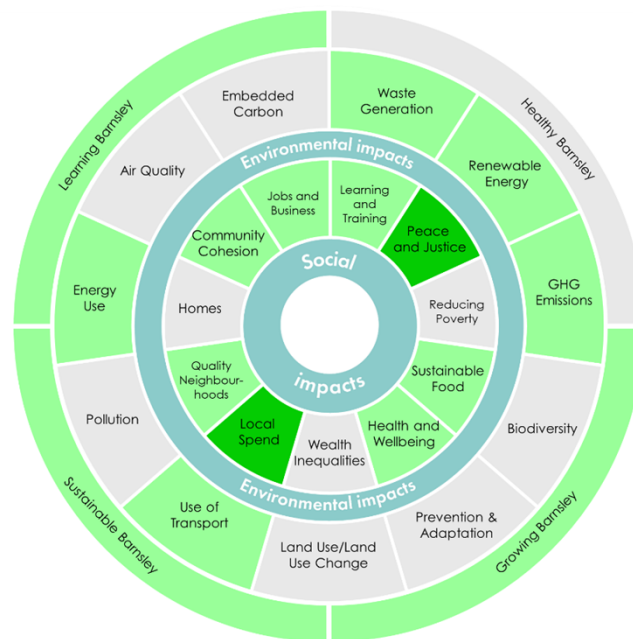 Learning Barnsley
Healthy Barnsley
Growing Barnsley
Sustainable Barnsley
Embedded
Carbon
Waste
Generation
Renewable
Energy
GHG
Emissions
Biodiversity
Prevention &
Adaptation
Land Use/Land
Use Change
Use of
Transport
Pollution
Energy
Use
Air Quality
Environmental impacts
Environmental impacts
Jobs and
Business
Learning
and
Training
Peace
and Justice
Reducing
Poverty
Sustainable
Food
Health and
Wellbeing
Wealth
Inequalities
Local
Spend
Quality
Neighbour-
hoods
Homes
Community
Cohesion
Social
impacts